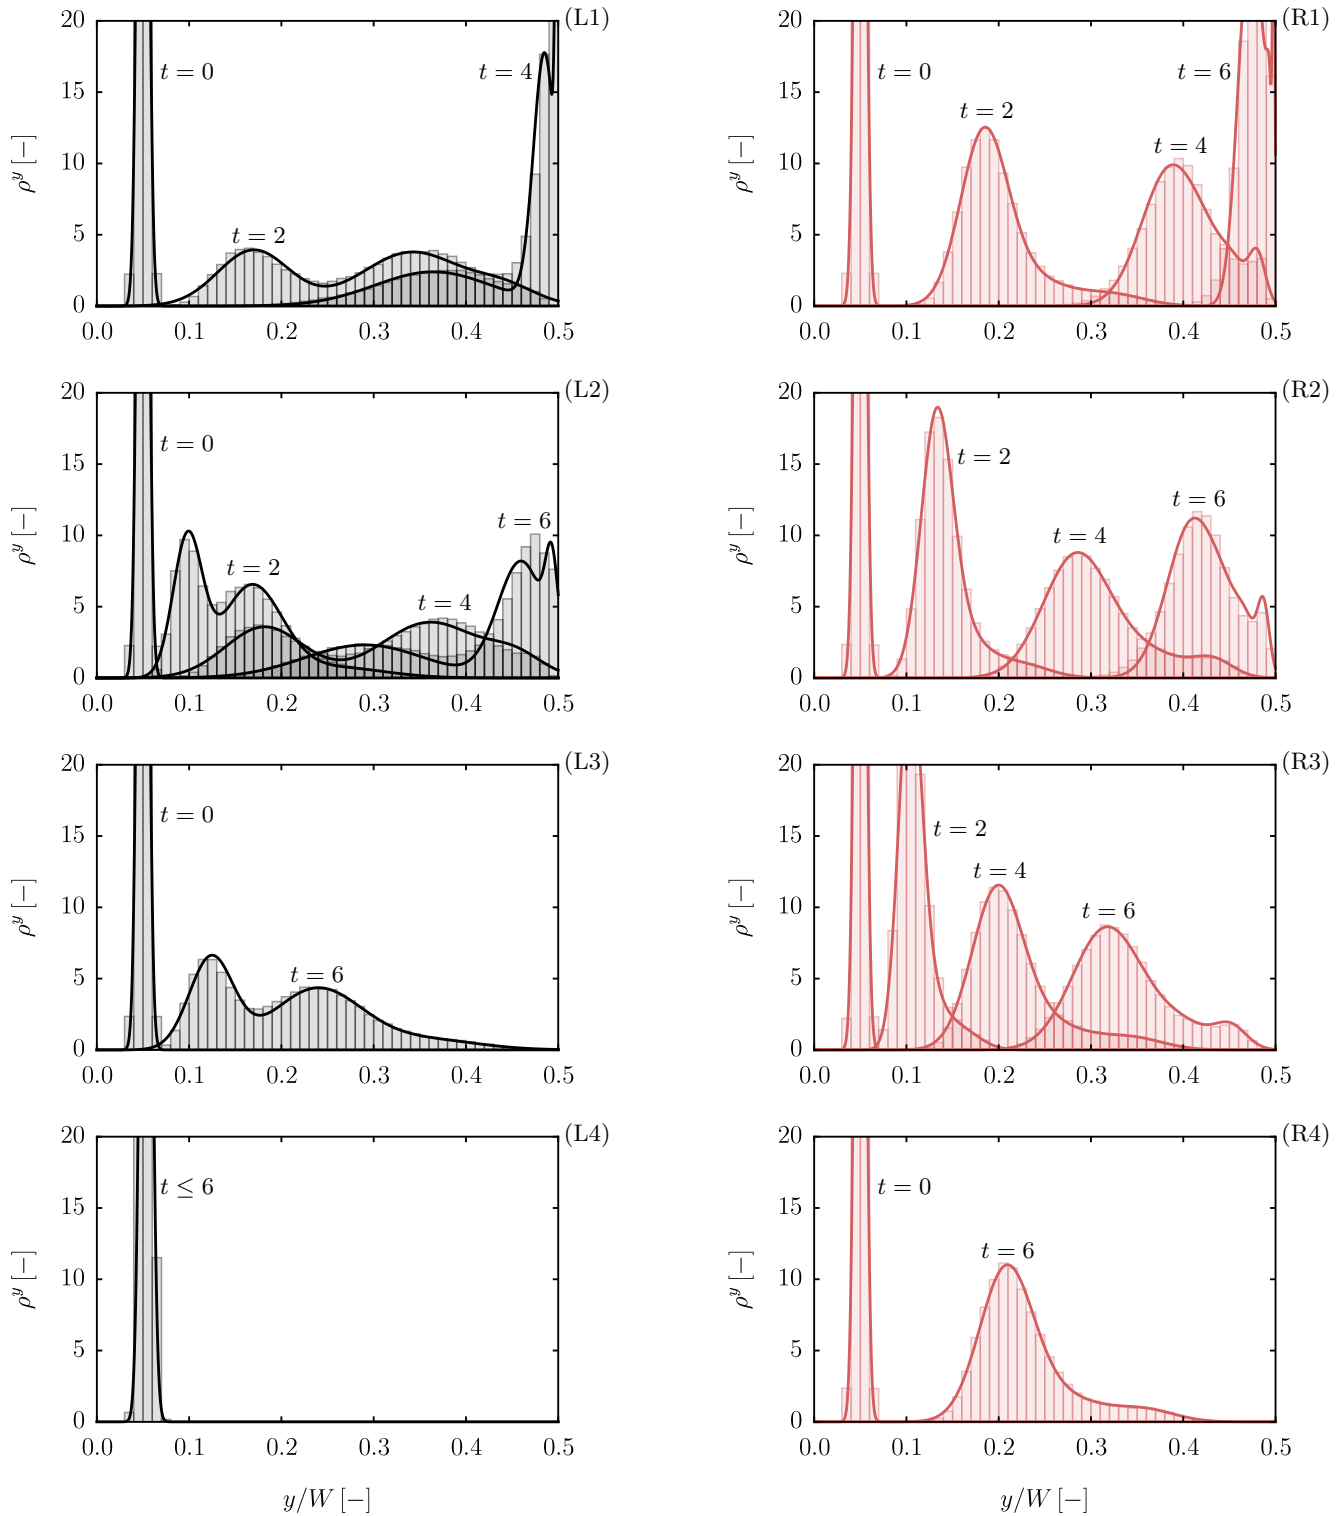 (L1)
20
15
10
5
0
ρ^y [−]
t = 0
t = 4
t = 2
0.0 0.1 0.2 0.3 0.4 0.5
(R1)
20
15
10
5
0
ρ^y [−]
t = 0
t = 6
t = 2
t = 4
0.0 0.1 0.2 0.3 0.4 0.5
(L2)
20
15
10
5
0
ρ^y [−]
t = 0
t = 6
t = 2
t = 4
0.0 0.1 0.2 0.3 0.4 0.5
(R2)
20
15
10
5
0
ρ^y [−]
t = 2
t = 6
t = 4
0.0 0.1 0.2 0.3 0.4 0.5
(L3)
20
15
10
5
0
ρ^y [−]
t = 0
t = 6
0.0 0.1 0.2 0.3 0.4 0.5
(R3)
20
15
10
5
0
ρ^y [−]
t = 2
t = 4
t = 6
0.0 0.1 0.2 0.3 0.4 0.5
(L4)
20
15
10
5
0
ρ^y [−]
t ≤ 6
0.0 0.1 0.2 0.3 0.4 0.5
y/W [−]
(R4)
20
15
10
5
0
ρ^y [−]
t = 0
t = 6
0.0 0.1 0.2 0.3 0.4 0.5
y/W [−]